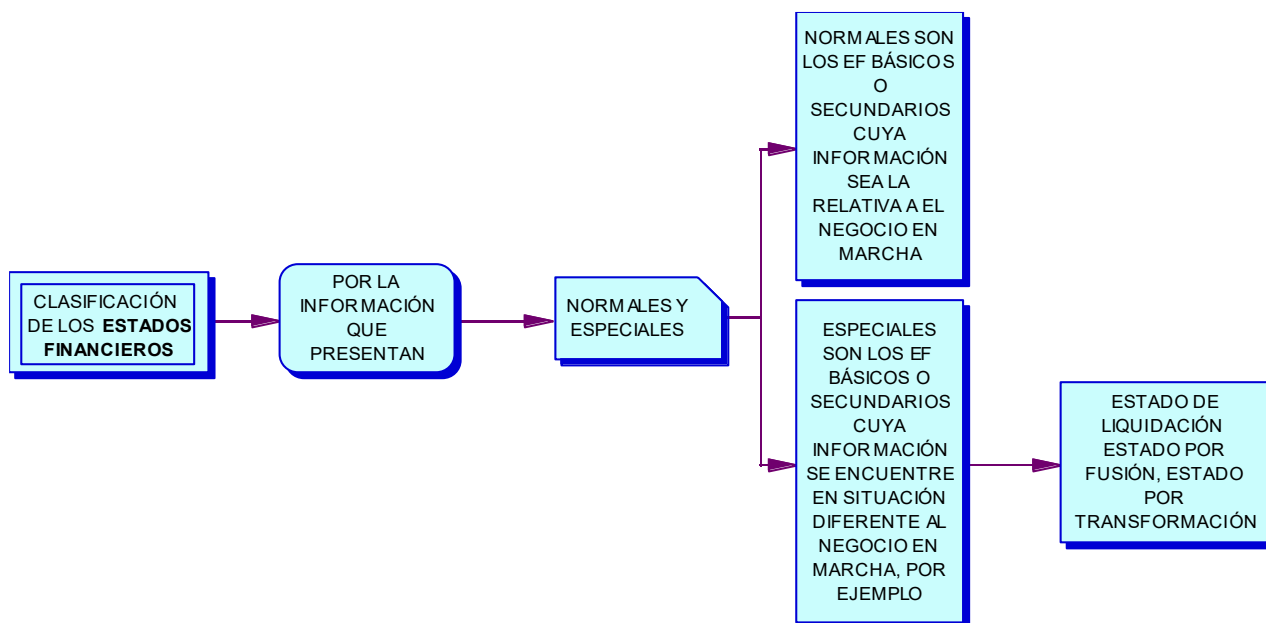 CLASIFICACIÓN
DE LOS ESTADOS
FINANCIEROS
POR LA
INFORMACIÓN
QUE
PRESENTAN
NORMALES Y
ESPECIALES
NORMALES SON
LOS EF BÁSICOS
O
SECUNDARIOS
CUYA
INFORMACIÓN
SEA LA
RELATIVA A EL
NEGOCIO EN
MARCHA
ESPECIALES
SON LOS EF
BÁSICOS O
SECUNDARIOS
CUYA
INFORMACIÓN
SE ENCUENTRE
EN SITUACIÓN
DIFERENTE AL
NEGOCIO EN
MARCHA, POR
EJEMPLO
ESTADO DE
LIQUIDACIÓN
ESTADO POR
FUSIÓN, ESTADO
POR
TRANSFORMACIÓN